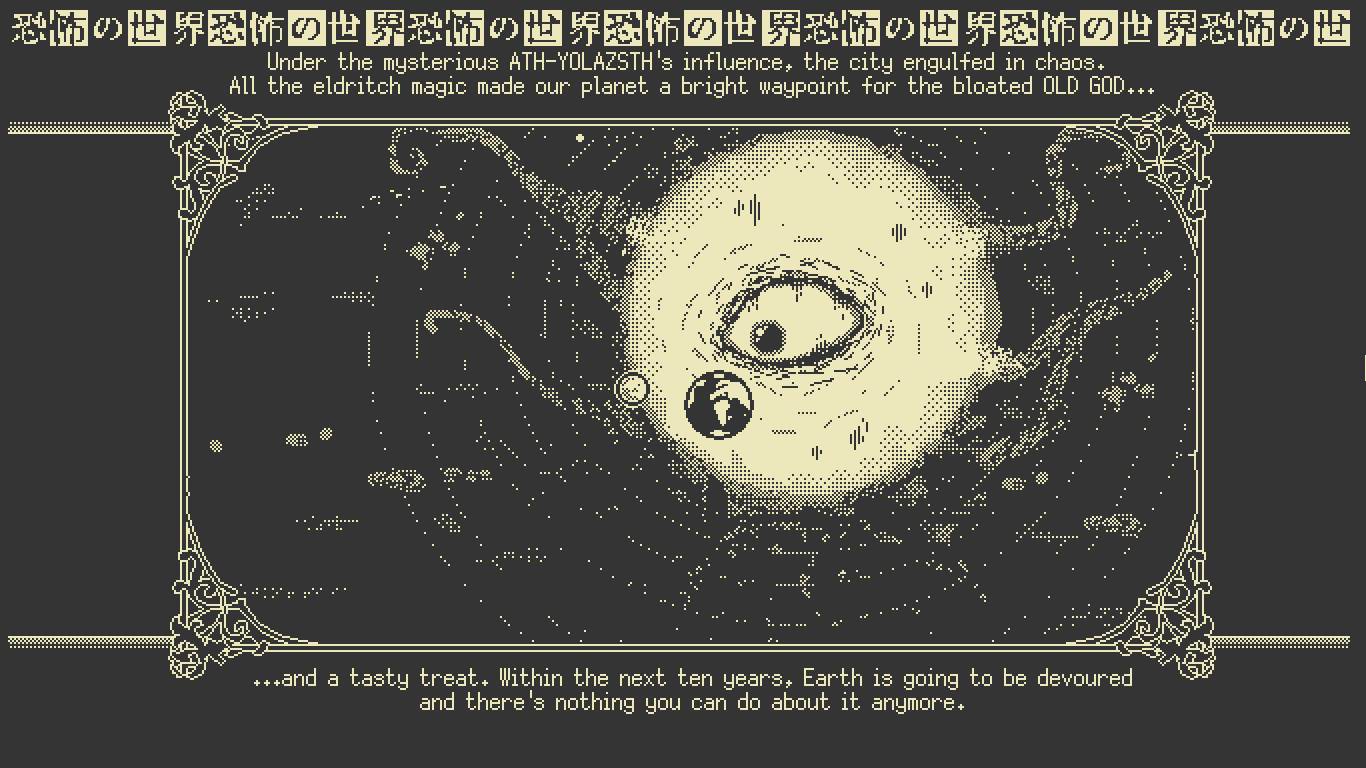 恐怖の世界恐怖の世界恐怖の世界恐怖の世界恐怖の世界恐怖の世界恐怖の世
Under the mysterious ATH-YOLAZSTH's influence, the city engulfed in chaos.
All the eldritch magic made our planet a bright waypoint for the bloated OLD GOD...
...and a tasty treat. Within the next ten years, Earth is going to be devoured
and there's nothing you can do about it anymore.